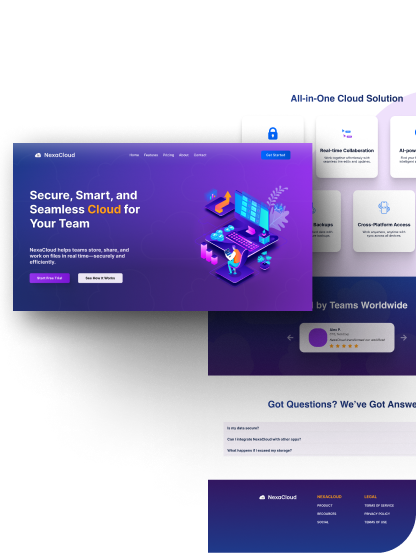 All-in-One Cloud Solution
NexaCloud
Home Features Pricing About Contact
Get Started
Secure, Smart, and
Seamless Cloud for
Your Team
NexaCloud helps teams store, share, and
work on files in real time—securely and
efficiently.
Start Free Trial
See How It Works
Real-time Collaboration
AI-pow
Backups
Cross-Platform Access
by Teams Worldwide
Alex P.
Got Questions? We've Got Answe
Is my data secure?
Can I integrate NexaCloud with other apps?
What happens if I exceed my storage?
NexaCloud
NEXACLOUD
PRODUCT
RESOURCES
SOCIAL
LEGAL
TERMS OF SERVICE
PRIVACY POLICY
TERMS OF USE